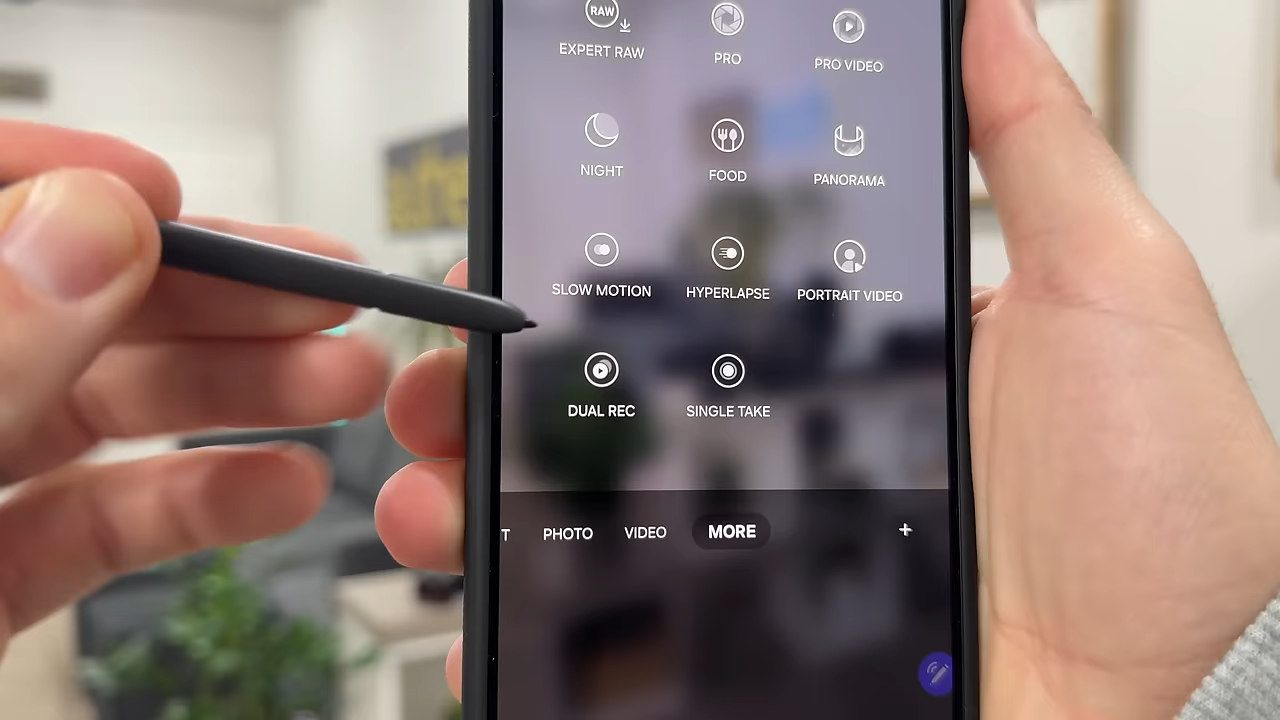 RAW
EXPERT RAW
PRO
PRO VIDEO
NIGHT
FOOD
PANORAMA
SLOW MOTION
HYPERLAPSE
PORTRAIT VIDEO
DUAL REC
SINGLE TAKE
T PHOTO VIDEO MORE +